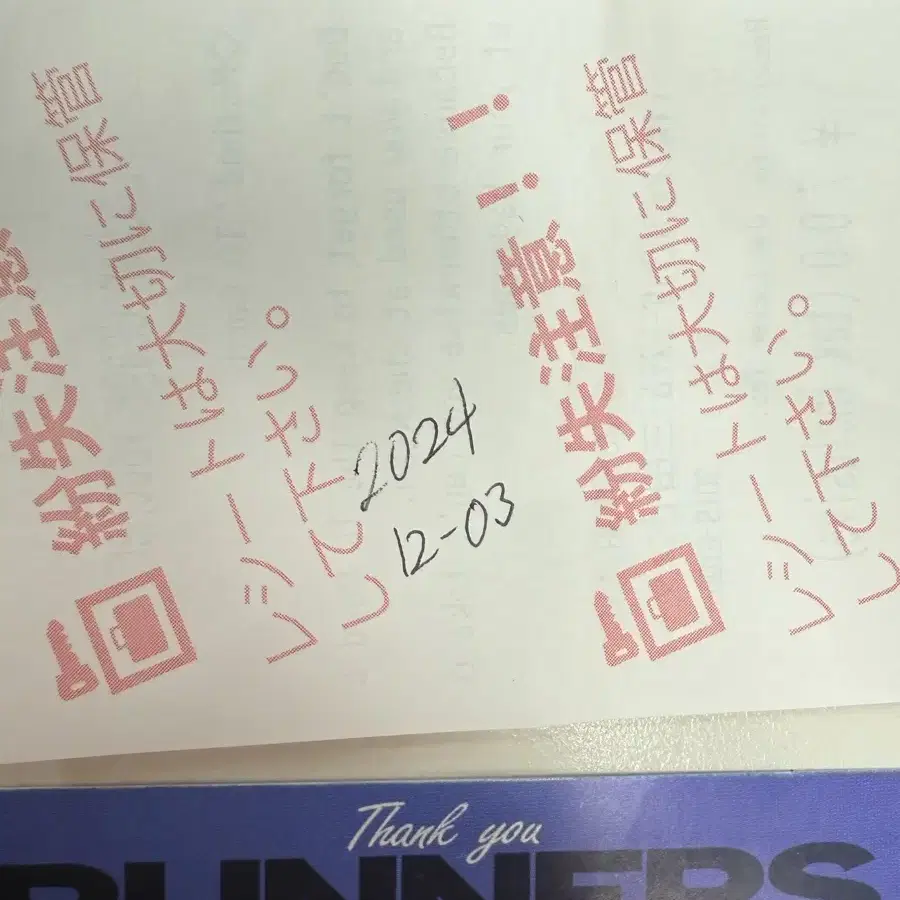 紛失注意!!
レシートは大切に保管
して下さい。
2024
12-03
紛失注意!!
レシートは大切に保管
して下さい。
Thank you
RUNNERS